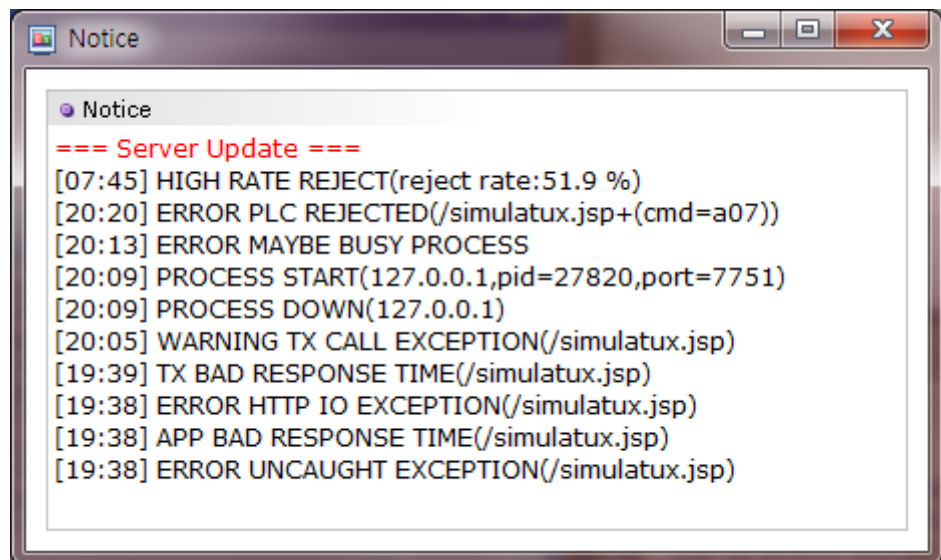 Notice
Notice
=== Server Update ===
[07:45] HIGH RATE REJECT(reject rate:51.9 %)
[20:20] ERROR PLC REJECTED(/simulatux.jsp+(cmd=a07))
[20:13] ERROR MAYBE BUSY PROCESS
[20:09] PROCESS START(127.0.0.1,pid=27820,port=7751)
[20:09] PROCESS DOWN(127.0.0.1)
[20:05] WARNING TX CALL EXCEPTION(/simulatux.jsp)
[19:39] TX BAD RESPONSE TIME(/simulatux.jsp)
[19:38] ERROR HTTP IO EXCEPTION(/simulatux.jsp)
[19:38] APP BAD RESPONSE TIME(/simulatux.jsp)
[19:38] ERROR UNCAUGHT EXCEPTION(/simulatux.jsp)